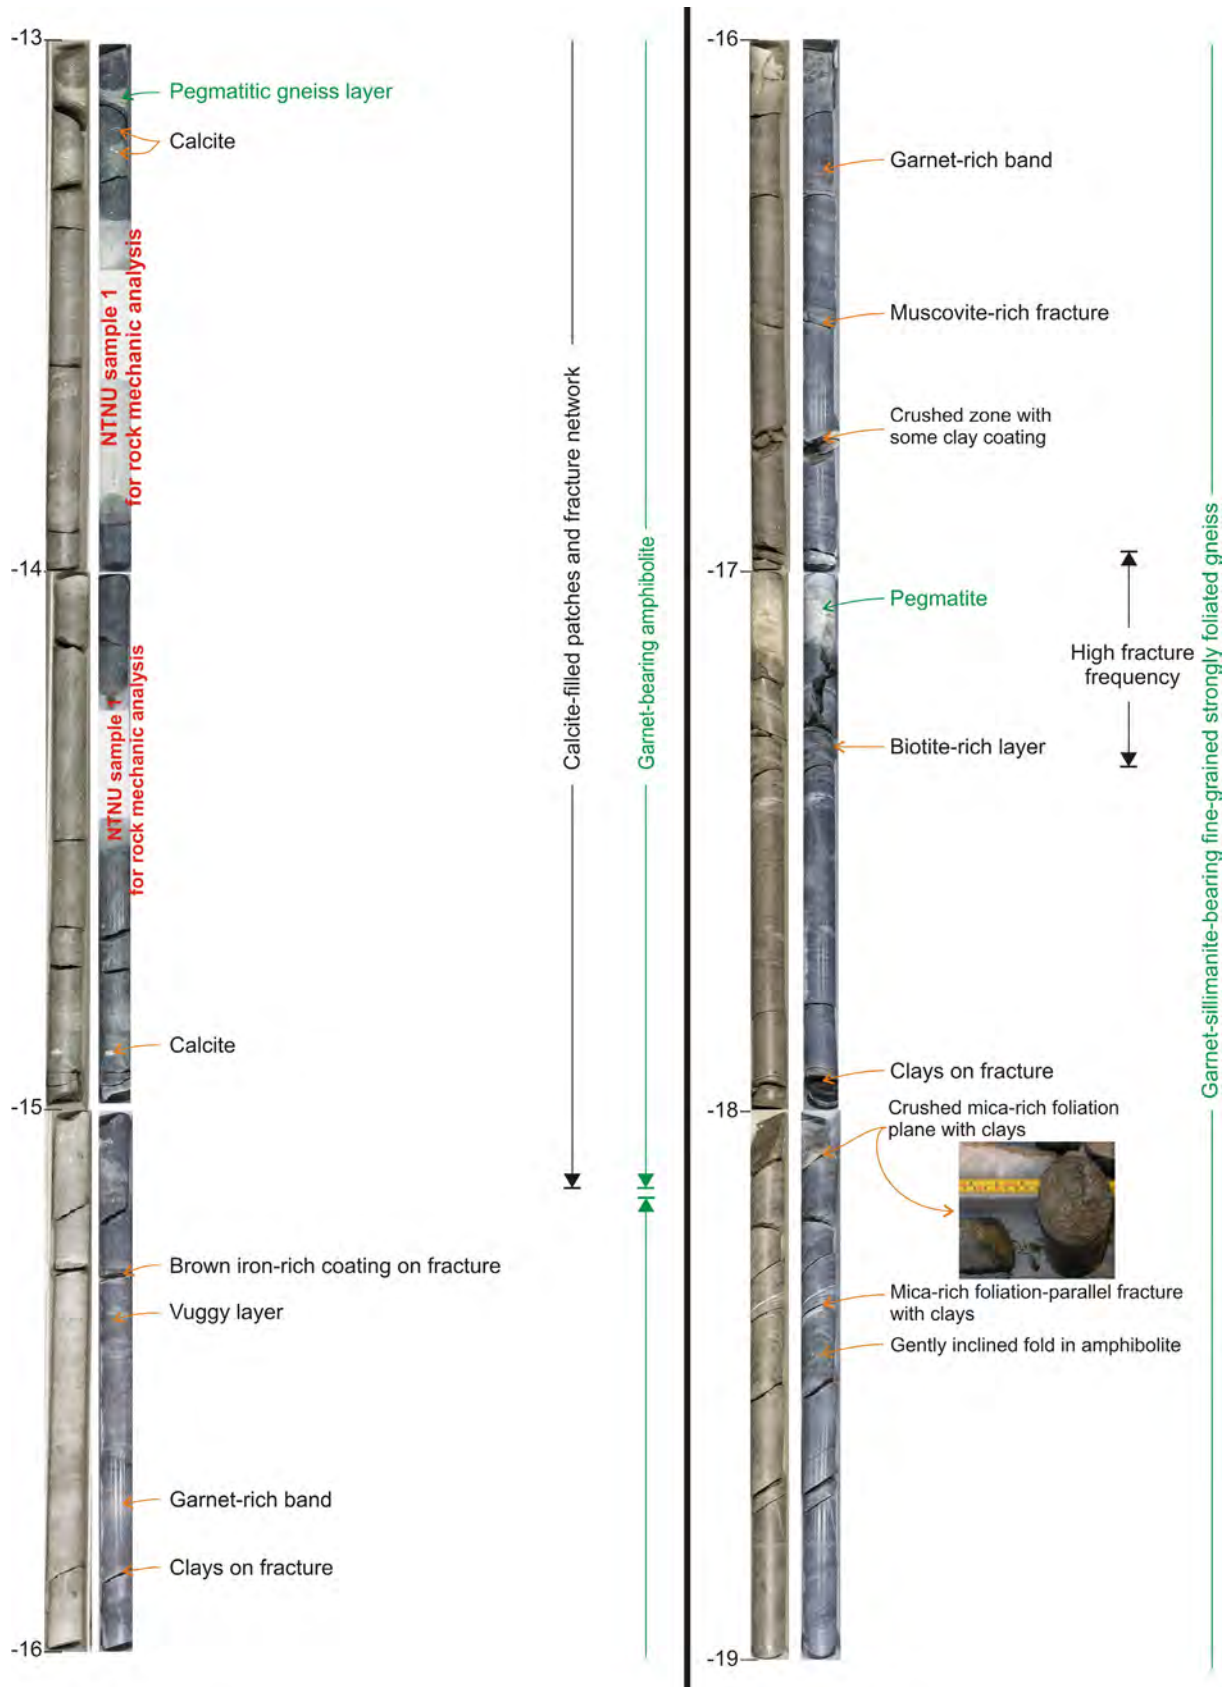 -13
Pegmatitic gneiss layer
Calcite
NTNU sample 1
for rock mechanic analysis
-14
NTNU sample 1
for rock mechanic analysis
Calcite
-15
Brown iron-rich coating on fracture
Vuggy layer
Garnet-rich band
Clays on fracture
-16
Calcite-filled patches and fracture network
Garnet-bearing amphibolite
-16
Garnet-rich band
Muscovite-rich fracture
Crushed zone with
some clay coating
-17
Pegmatite
High fracture
frequency
Biotite-rich layer
Clays on fracture
-18
Crushed mica-rich foliation
plane with clays
Mica-rich foliation-parallel fracture
with clays
Gently inclined fold in amphibolite
-19
Garnet-sillimanite-bearing fine-grained strongly foliated gneiss